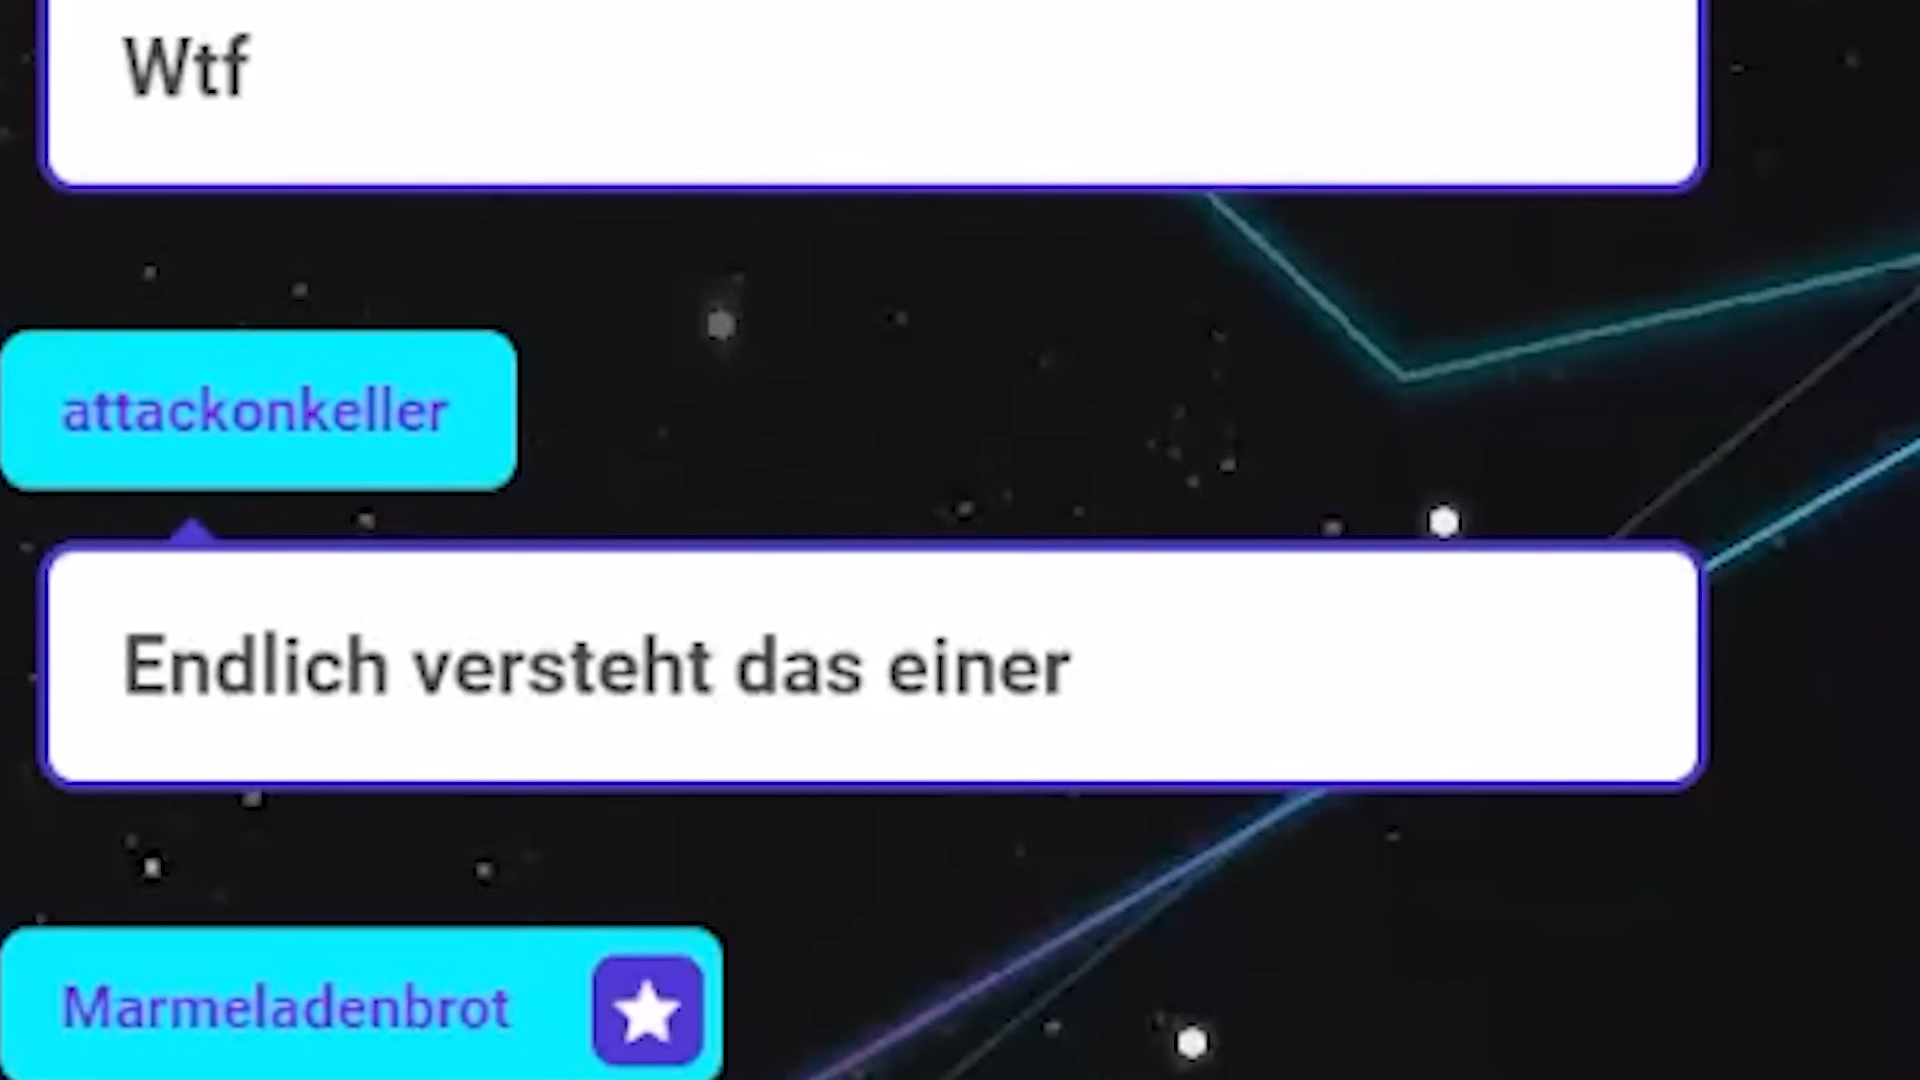 Wtf
attackonkeller
Endlich versteht das einer
Marmeladenbrot